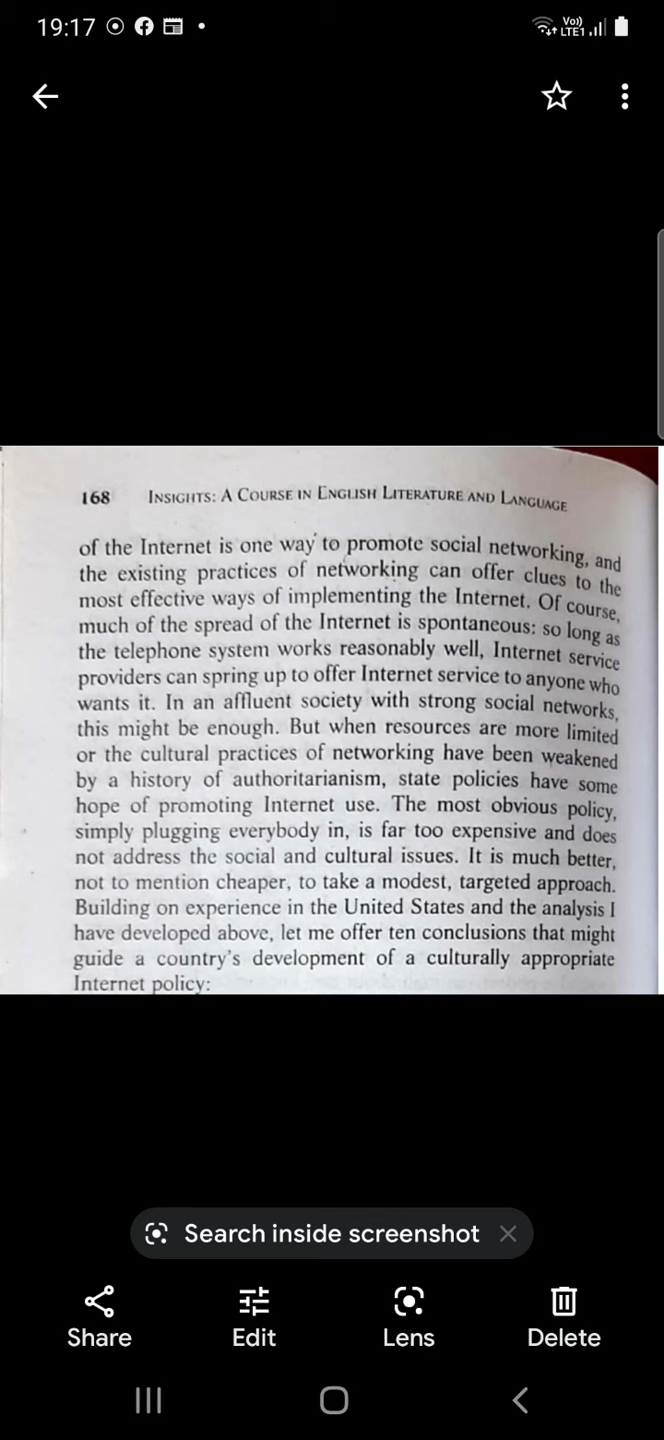 19:17
Vo))
LTE1
168 INSIGHTS: A COURSE IN ENGLISH LITERATURE AND LANGUAGE
of the Internet is one way to promote social networking, and
the existing practices of networking can offer clues to the
most effective ways of implementing the Internet. Of course,
much of the spread of the Internet is spontaneous: so long as
the telephone system works reasonably well, Internet service
providers can spring up to offer Internet service to anyone who
wants it. In an affluent society with strong social networks,
this might be enough. But when resources are more limited
or the cultural practices of networking have been weakened
by a history of authoritarianism, state policies have some
hope of promoting Internet use. The most obvious policy,
simply plugging everybody in, is far too expensive and does
not address the social and cultural issues. It is much better,
not to mention cheaper, to take a modest, targeted approach.
Building on experience in the United States and the analysis I
have developed above, let me offer ten conclusions that might
guide a country's development of a culturally appropriate
Internet policy:
Search inside screenshot
Share Edit Lens Delete